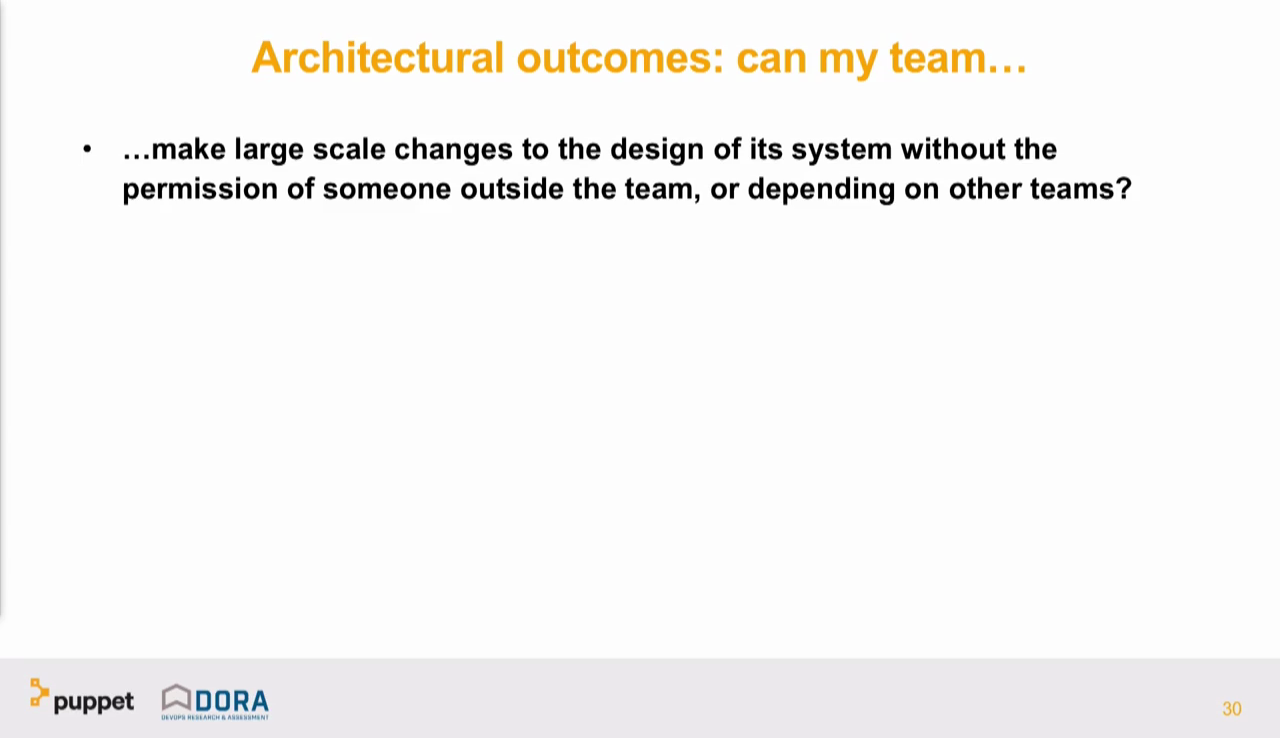 Architectural outcomes: can my team…
• …make large scale changes to the design of its system without the
permission of someone outside the team, or depending on other teams?
puppet
DORA
DEVOPS RESEARCH & ASSESSMENT
30